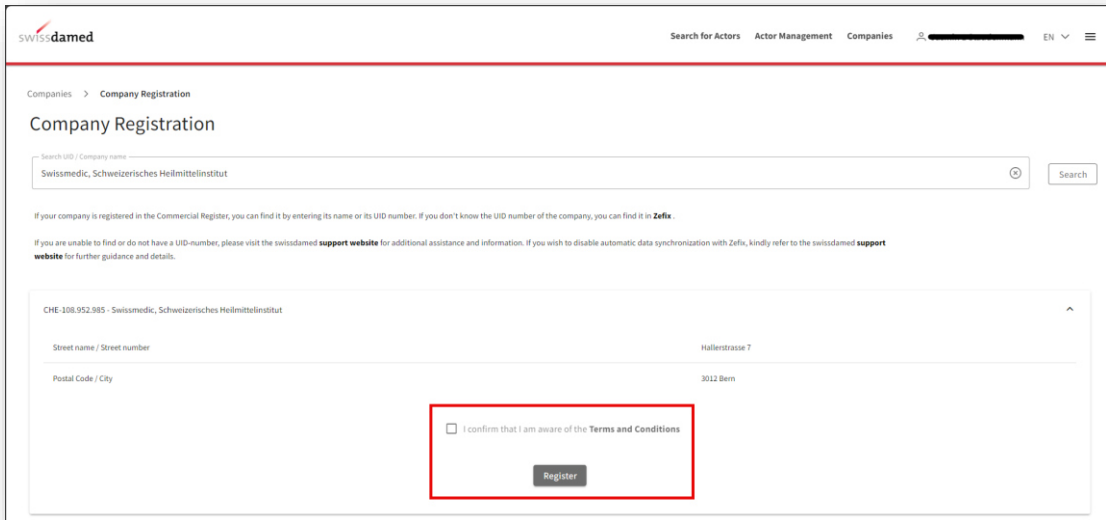 swissdamed
Search for Actors Actor Management Companies EN
Companies > Company Registration
Company Registration
Search UID / Company name
Swissmedic, Schweizerisches Heilmittelinstitut
Search
If your company is registered in the Commercial Register, you can find it by entering its name or its UID number. If you don't know the UID number of the company, you can find it in Zefix .
If you are unable to find or do not have a UID-number, please visit the swissdamed support website for additional assistance and information. If you wish to disable automatic data synchronization with Zefix, kindly refer to the swissdamed support
website for further guidance and details.
CHE-108.952.985 - Swissmedic, Schweizerisches Heilmittelinstitut
Street name / Street number Hallerstrasse 7
Postal Code / City 3012 Bern
I confirm that I am aware of the Terms and Conditions
Register